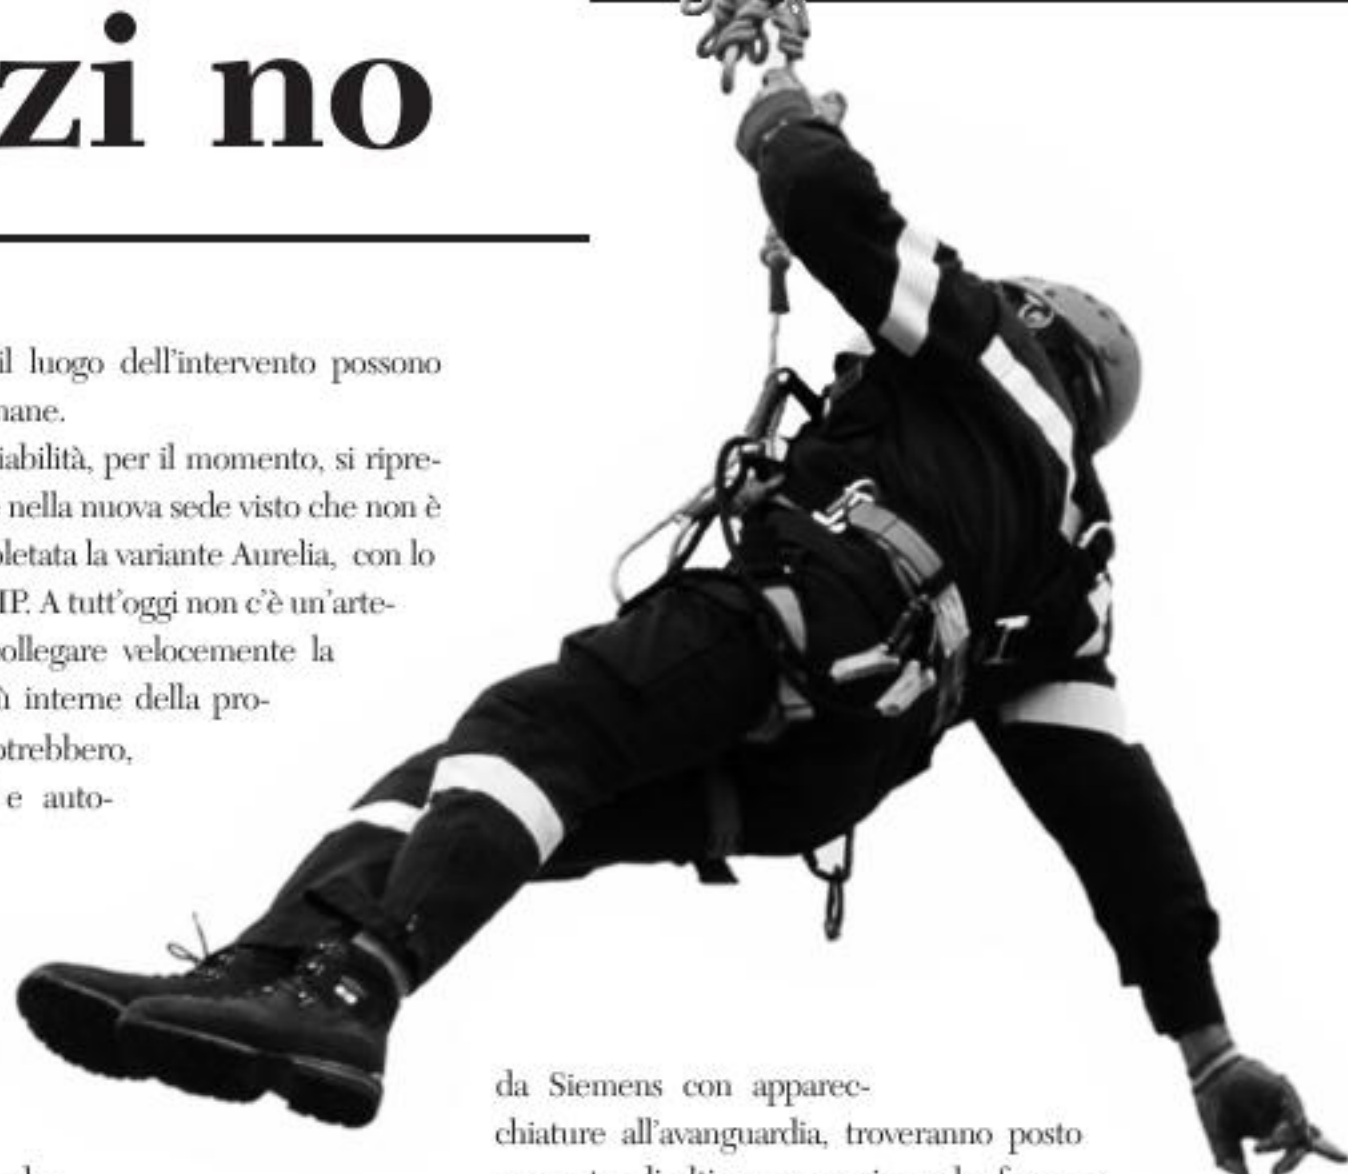 zi no
il luogo dell'intervento possono
nane.
iabilità, per il momento, si ripre-
nella nuova sede visto che non è
pletata la variante Aurelia, con lo
IP. A tutt'oggi non c'è un'arte-
ollegare velocemente la
ù interne della pro-
otrebbero,
e auto-
da Siemens con apparec-
chiature all'avanguardia, troveranno posto